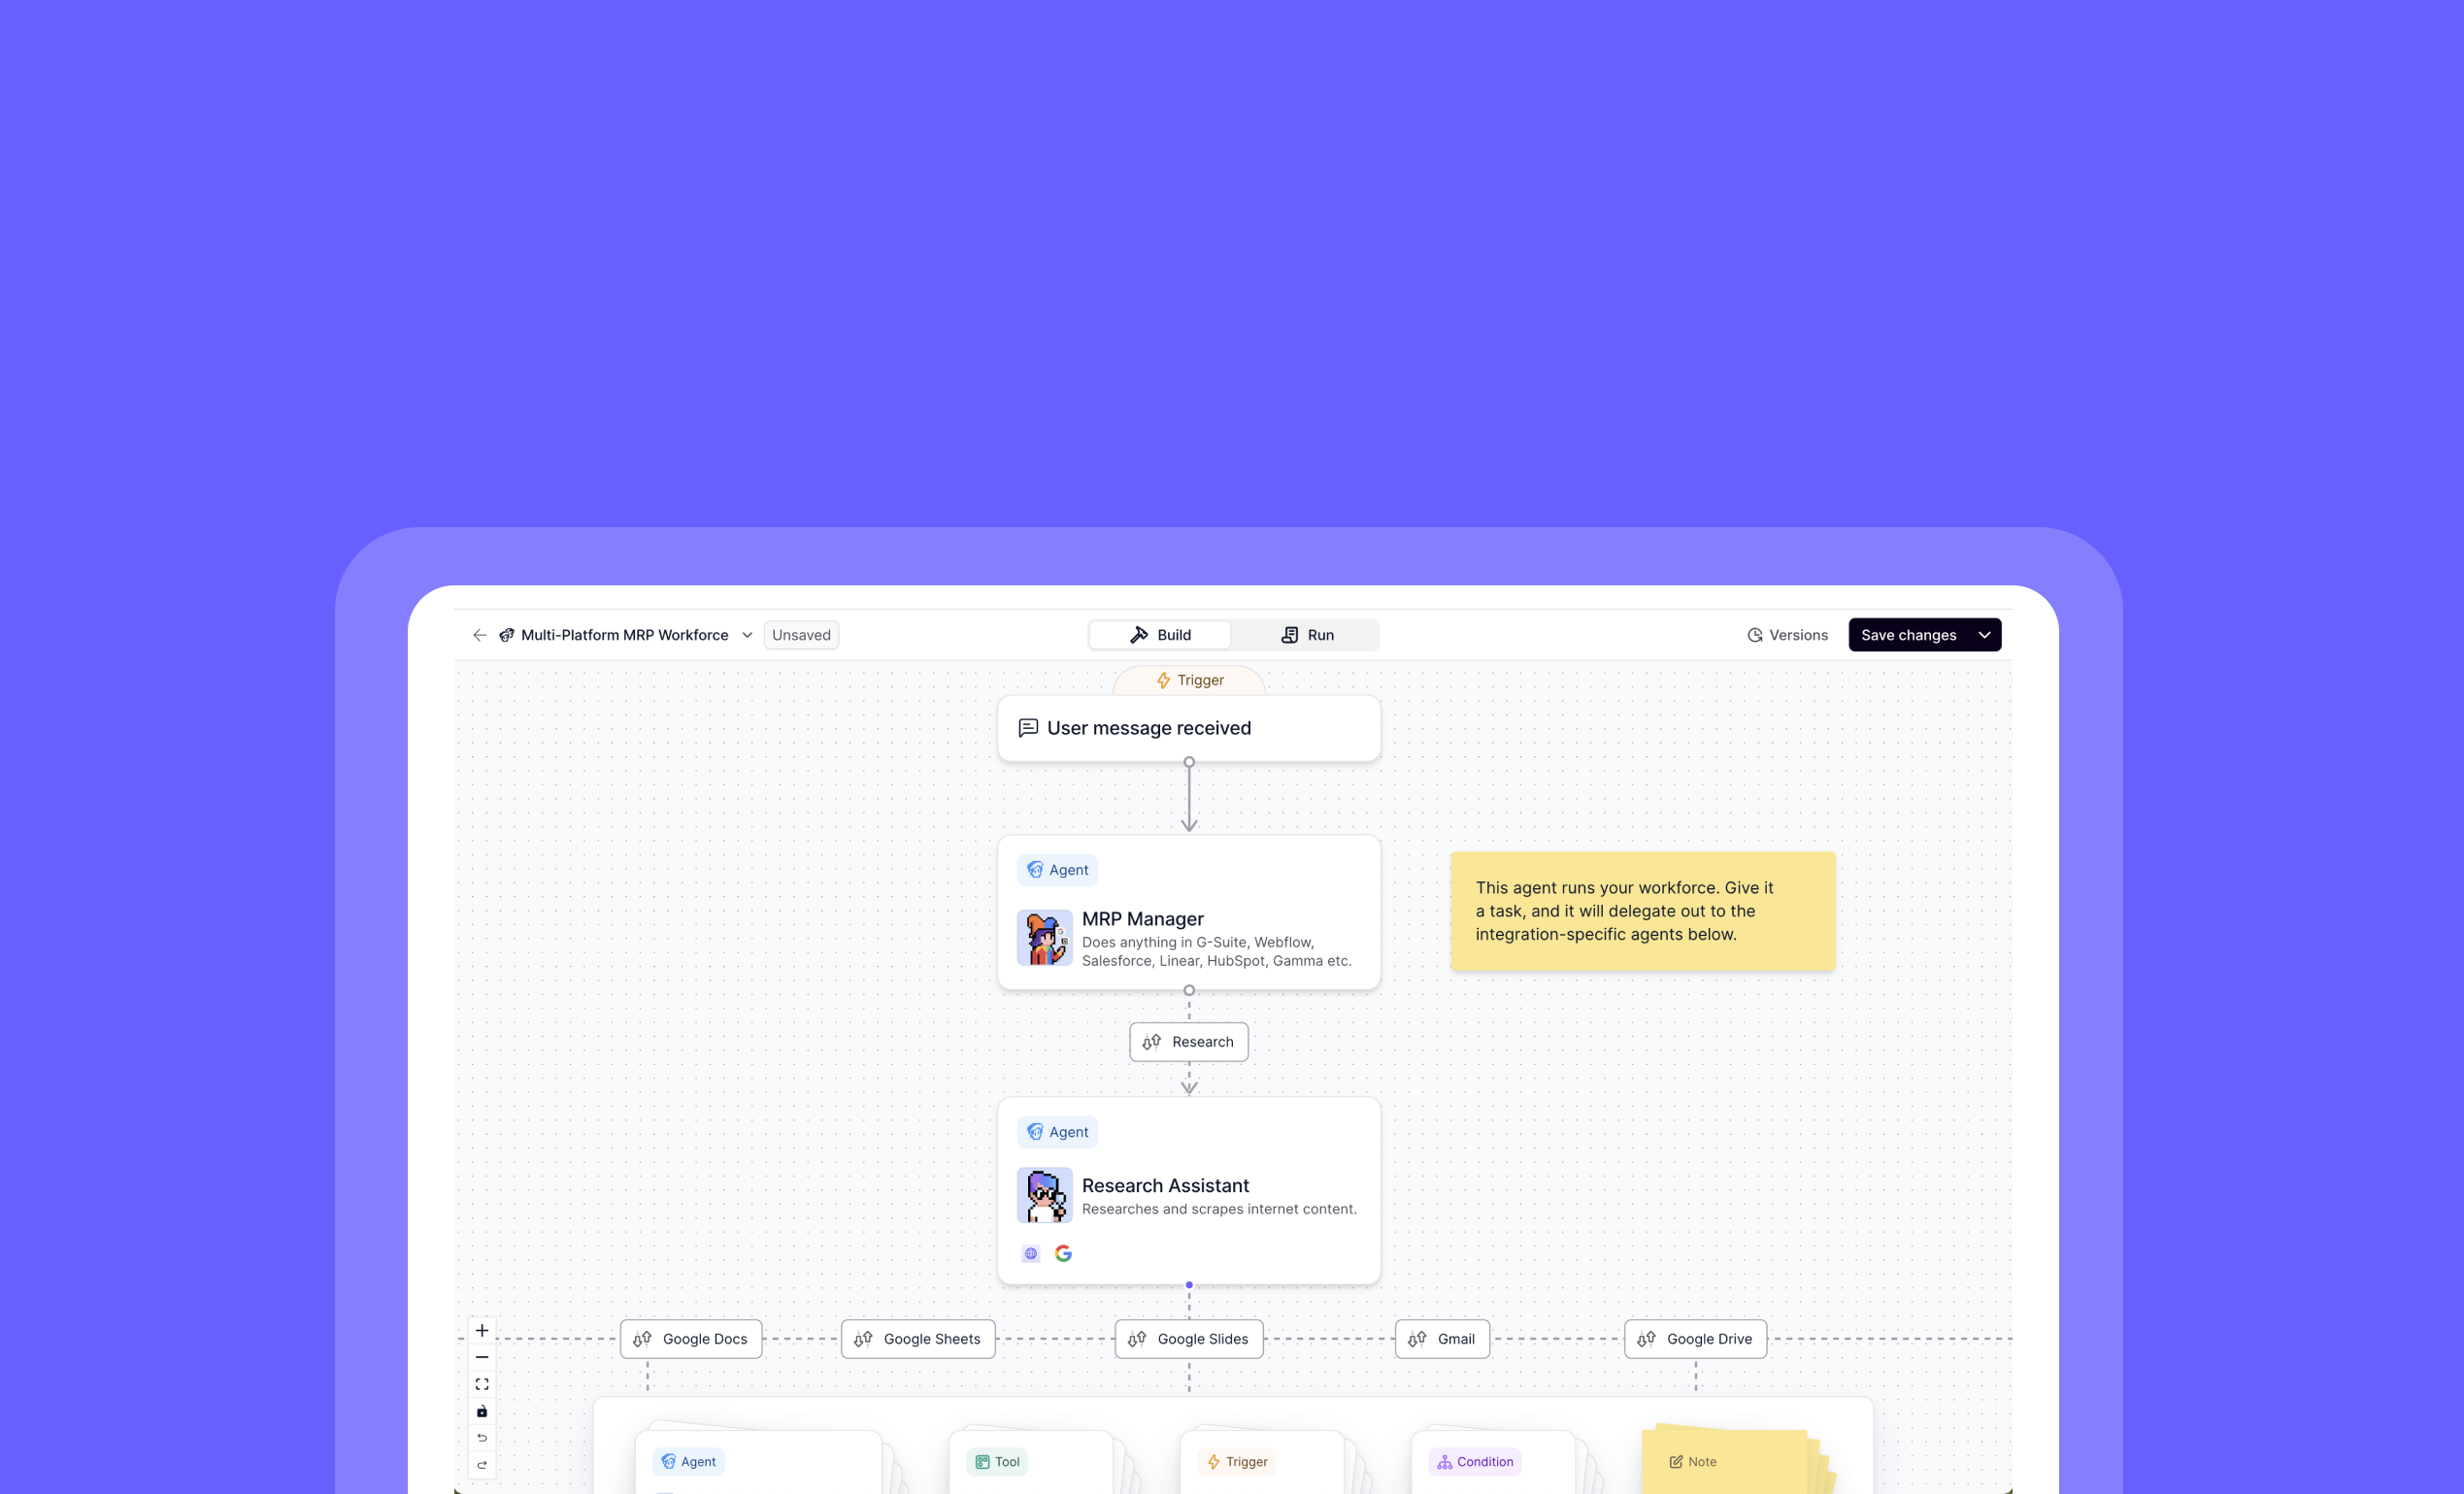 Multi-Platform MRP Workforce
Unsaved
Build
Run
Versions
Save changes
Trigger
User message received
Agent
MRP Manager
Does anything in G-Suite, Webflow,
Salesforce, Linear, HubSpot, Gamma etc.
This agent runs your workforce. Give it
a task, and it will delegate out to the
integration-specific agents below.
Research
Agent
Research Assistant
Researches and scrapes internet content.
Google Docs
Google Sheets
Google Slides
Gmail
Google Drive
Agent
Tool
Trigger
Condition
Note